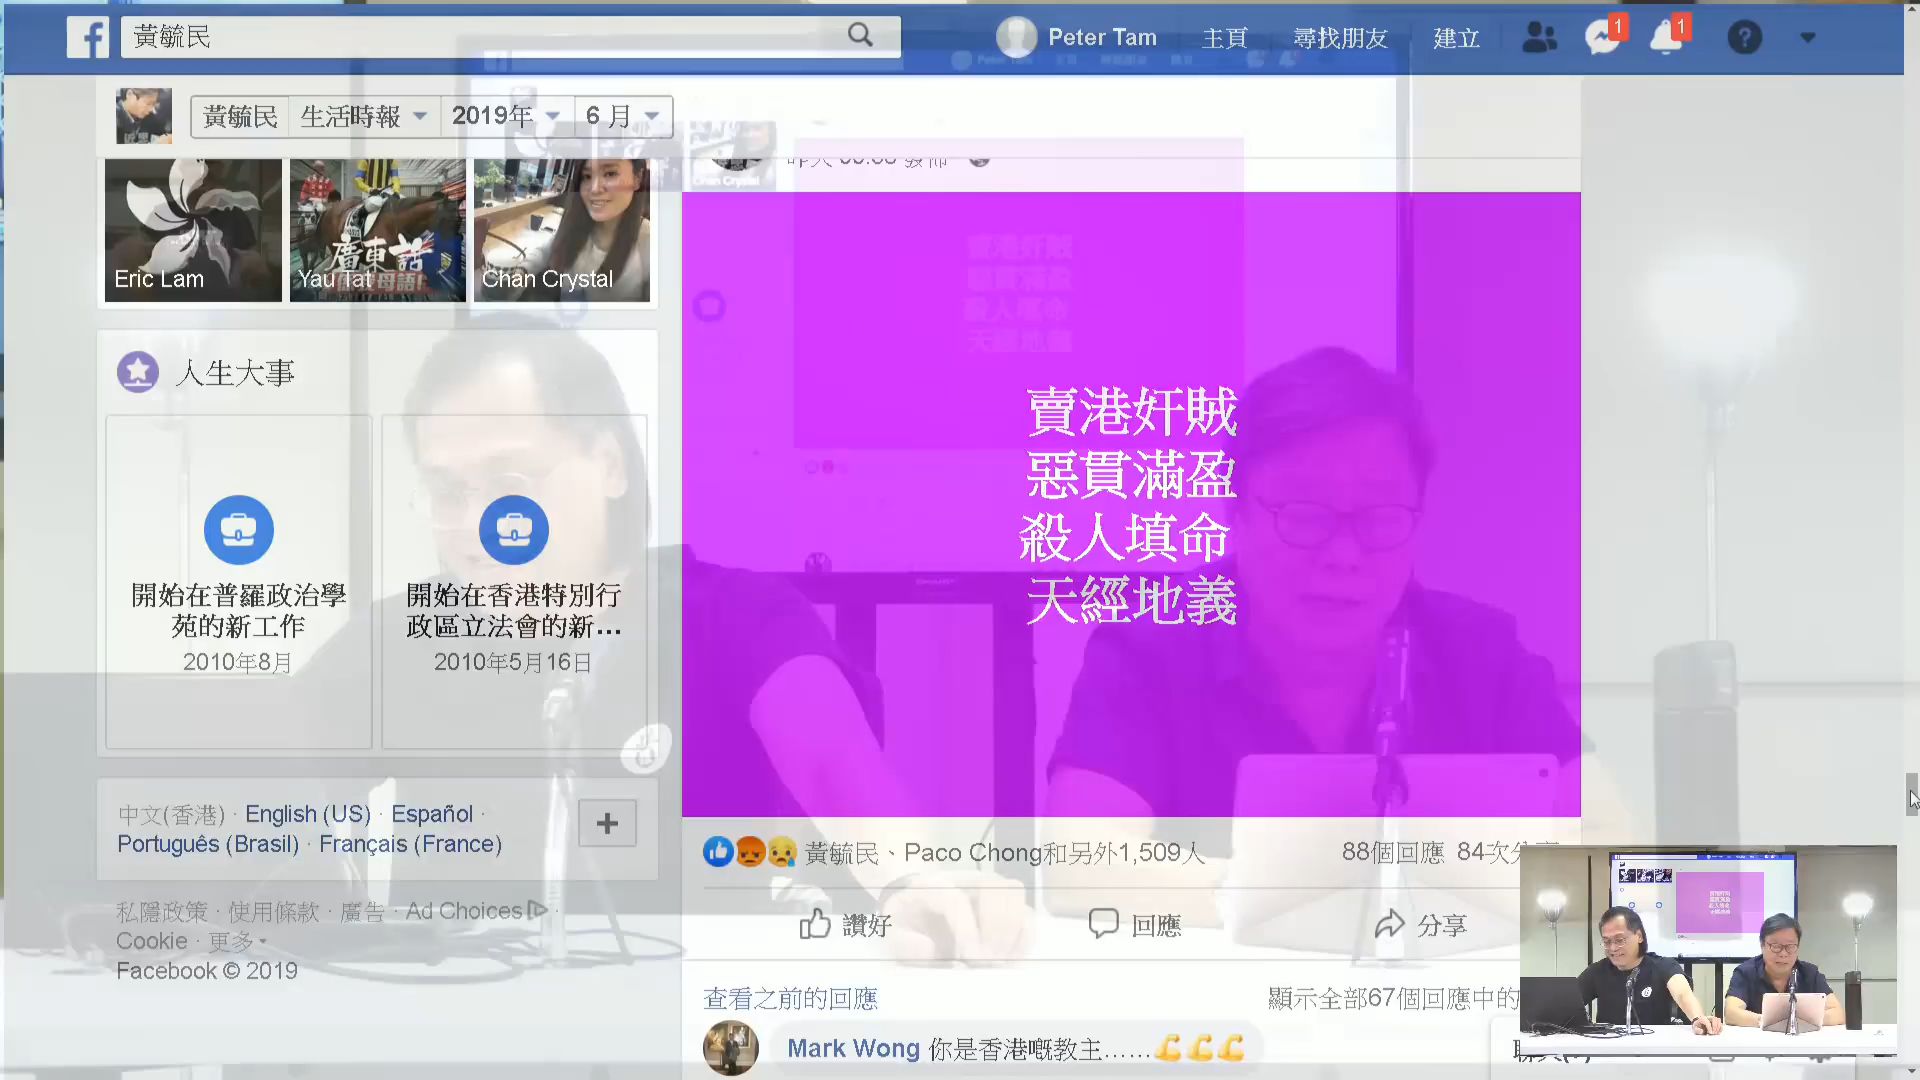 黃毓民
Peter Tam
主頁
尋找朋友
建立
1
1
黃毓民
生活時報
2019年
6 月
Eric Lam
廣東話
Yau Tat
Chan Crystal
人生大事
開始在普羅政治學
苑的新工作
2010年8月
開始在香港特別行
政區立法會的新...
2010年5月16日
中文(香港) · English (US) · Español ·
Português (Brasil) · Français (France)
私隱政策 · 使用條款 · 廣告 · Ad Choices ·
Cookie · 更多
Facebook © 2019
賣港奸賊
惡貫滿盈
殺人填命
天經地義
黃毓民、Paco Chong和另外1,509人
88個回應 84次分享
讚好
回應
分享
查看之前的回應
顯示全部67個回應中的
Mark Wong 你是香港嘅教主......